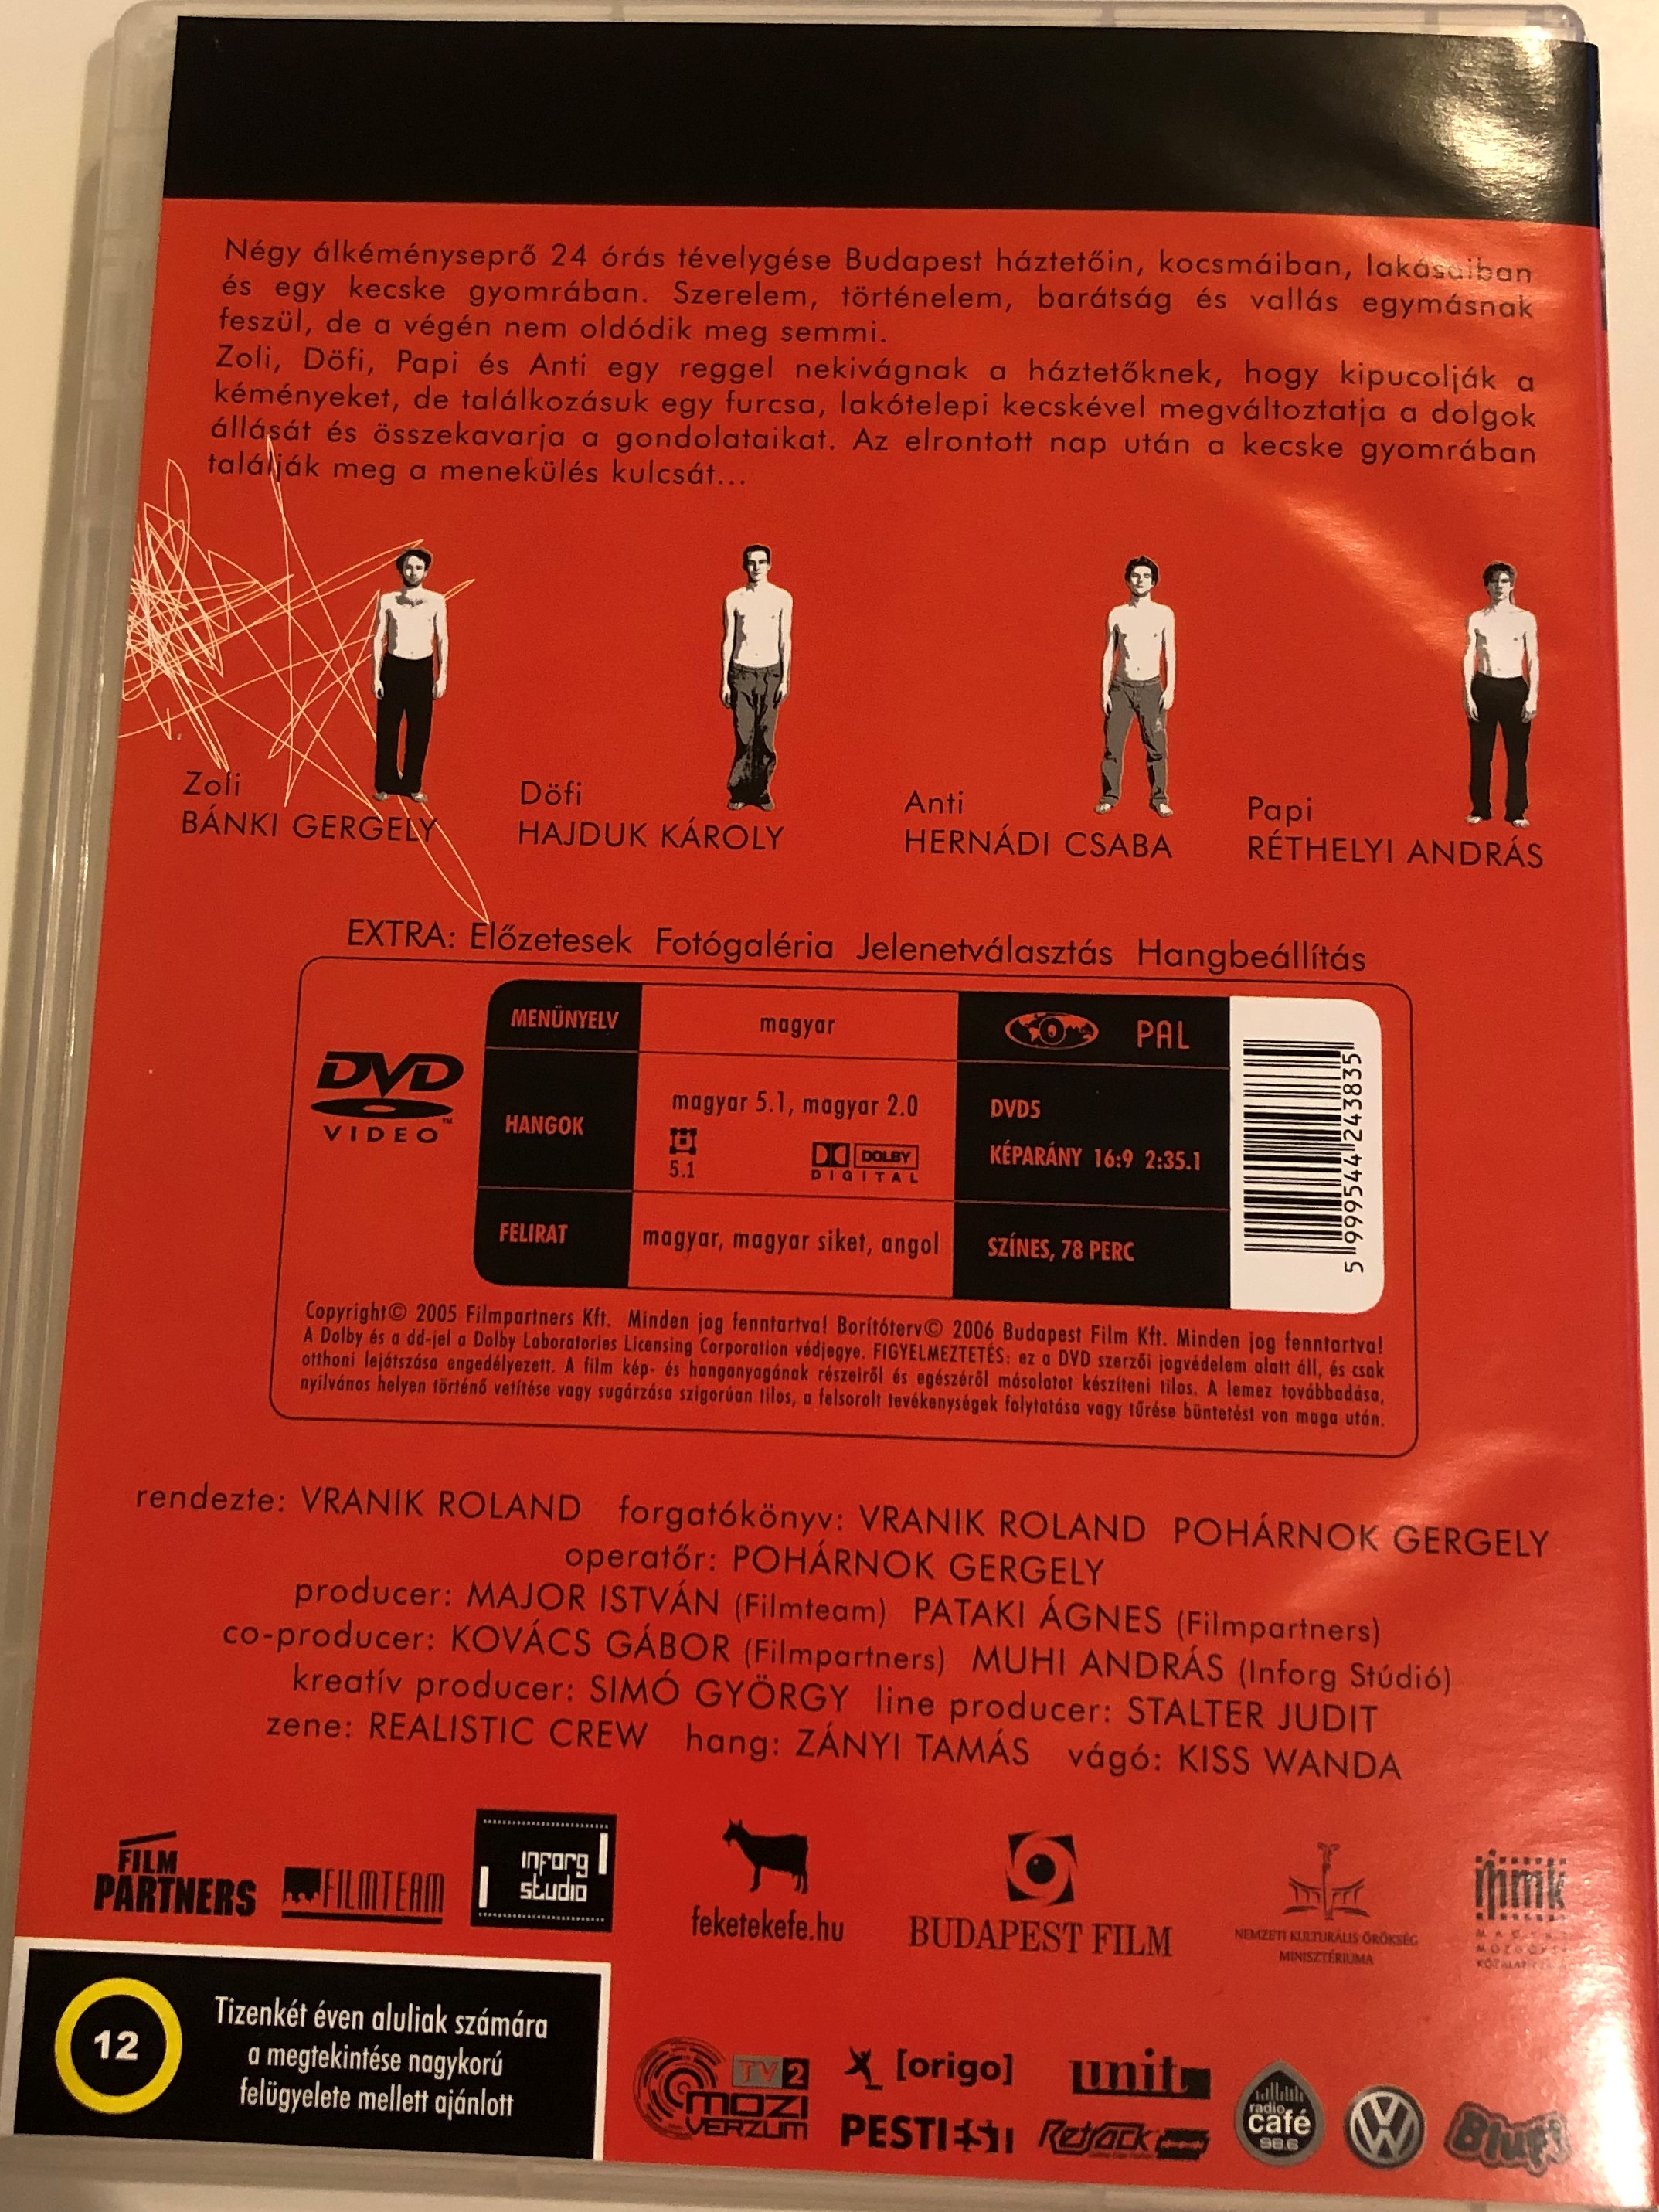 Négy álkéményseprő 24 órás tévelygése Budapest háztetőin, kocsmáiban, lakásaiban
és egy kecske gyomrában. Szerelem, történelem, barátság és vallás egymásnak
feszül, de a végén nem oldódik meg semmi.
Zoli, Döfi, Papi és Anti egy reggel nekivágnak a háztetőknek, hogy kipucolják a
kéményeket, de találkozásuk egy furcsa, lakótelepi kecskével megváltoztatja a dolgok
állását és összekavarja a gondolataikat. Az elrontott nap után a kecske gyomrában
találják meg a menekülés kulcsát...
Zoli
BÁNKI GERGELY
Döfi
HAJDUK KÁROLY
Anti
HERNÁDI CSABA
Papi
RÉTHELYI ANDRÁS
EXTRA: Előzetesek Fotógaléria Jelenetválasztás Hangbeállítás
DVD
VIDEO™
MENÜNYELV
magyar
PAL
HANGOK
magyar 5.1, magyar 2.0
5.1
DOLBY
DIGITAL
DVD5
KÉPARÁNY 16:9 2:35.1
FELIRAT
magyar, magyar siket, angol
SZÍNES, 78 PERC
5 999544 243835
Copyright© 2005 Filmpartners Kft. Minden jog fenntartva! Borítóterv© 2006 Budapest Film Kft. Minden jog fenntartva!
A Dolby és a dd-jel a Dolby Laboratories Licensing Corporation védjegye. FIGYELMEZTETÉS: ez a DVD szerzői jogvédelem alatt áll, és csak
otthoni lejátszása engedélyezett. A film kép- és hanganyagának részeiről és egészéről másolatot készíteni tilos. A lemez továbbadása,
nyilvános helyen történő vetítése vagy sugárzása szigorúan tilos, a felsorolt tevékenységek folytatása vagy tűrése büntetést von maga után.
rendezte: VRANIK ROLAND forgatókönyv: VRANIK ROLAND POHÁRNOK GERGELY
operatőr: POHÁRNOK GERGELY
producer: MAJOR ISTVÁN (Filmteam) PATAKI ÁGNES (Filmpartners)
co-producer: KOVÁCS GÁBOR (Filmpartners) MUHI ANDRÁS (Inforg Stúdió)
kreatív producer: SIMÓ GYÖRGY line producer: STALTER JUDIT
zene: REALISTIC CREW hang: ZÁNYI TAMÁS vágó: KISS WANDA
FILM
PARTNERS
FILMTEAM
inforg
studio
feketekefe.hu
BUDAPEST FILM
NEMZETI KULTURÁLIS ÖRÖKSÉG
MINISZTÉRIUMA
mmk
12
Tizenkét éven aluliak számára
a megtekintése nagykorú
felügyelete mellett ajánlott
TV2
MOZI
VERZUM
[origo]
PESTI EST
unit
radio
café
98.6
VW